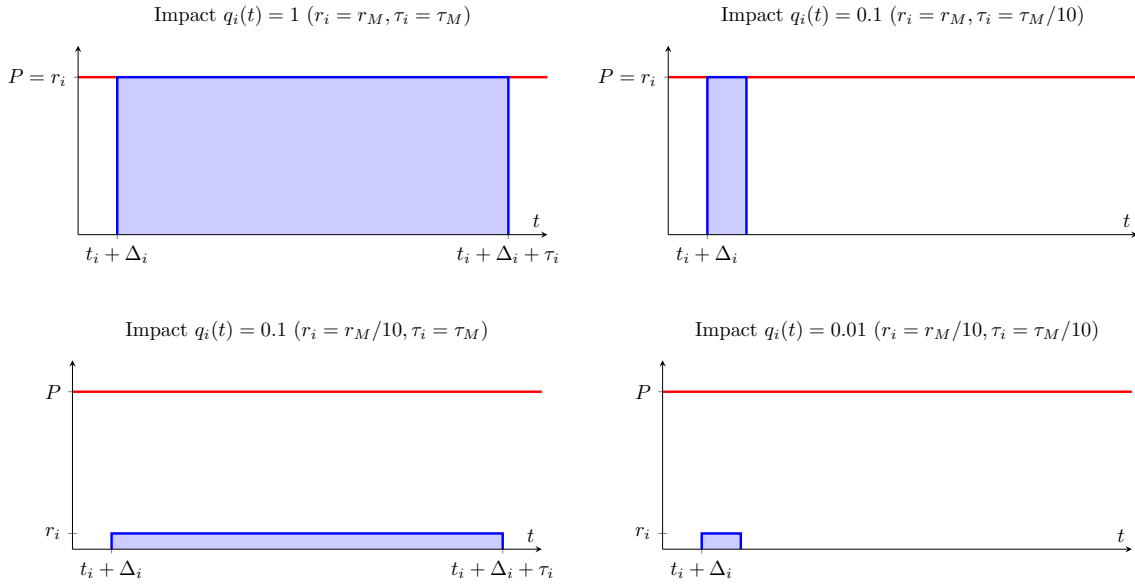 Impact q_i(t) = 1 (r_i = r_M, τ_i = τ_M)
P = r_i
t
t_i + Δ_i
t_i + Δ_i + τ_i
Impact q_i(t) = 0.1 (r_i = r_M, τ_i = τ_M/10)
P = r_i
t
t_i + Δ_i
Impact q_i(t) = 0.1 (r_i = r_M/10, τ_i = τ_M)
P
r_i
t
t_i + Δ_i
t_i + Δ_i + τ_i
Impact q_i(t) = 0.01 (r_i = r_M/10, τ_i = τ_M/10)
P
r_i
t
t_i + Δ_i